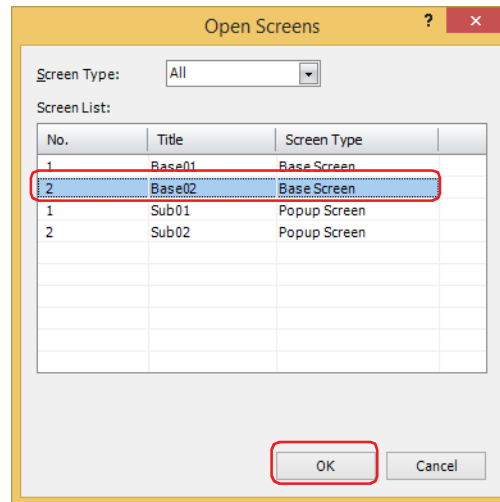 Open Screens ? ×
Screen Type: All
Screen List:
No. Title Screen Type
1 Base01 Base Screen
2 Base02 Base Screen
1 Sub01 Popup Screen
2 Sub02 Popup Screen
OK Cancel